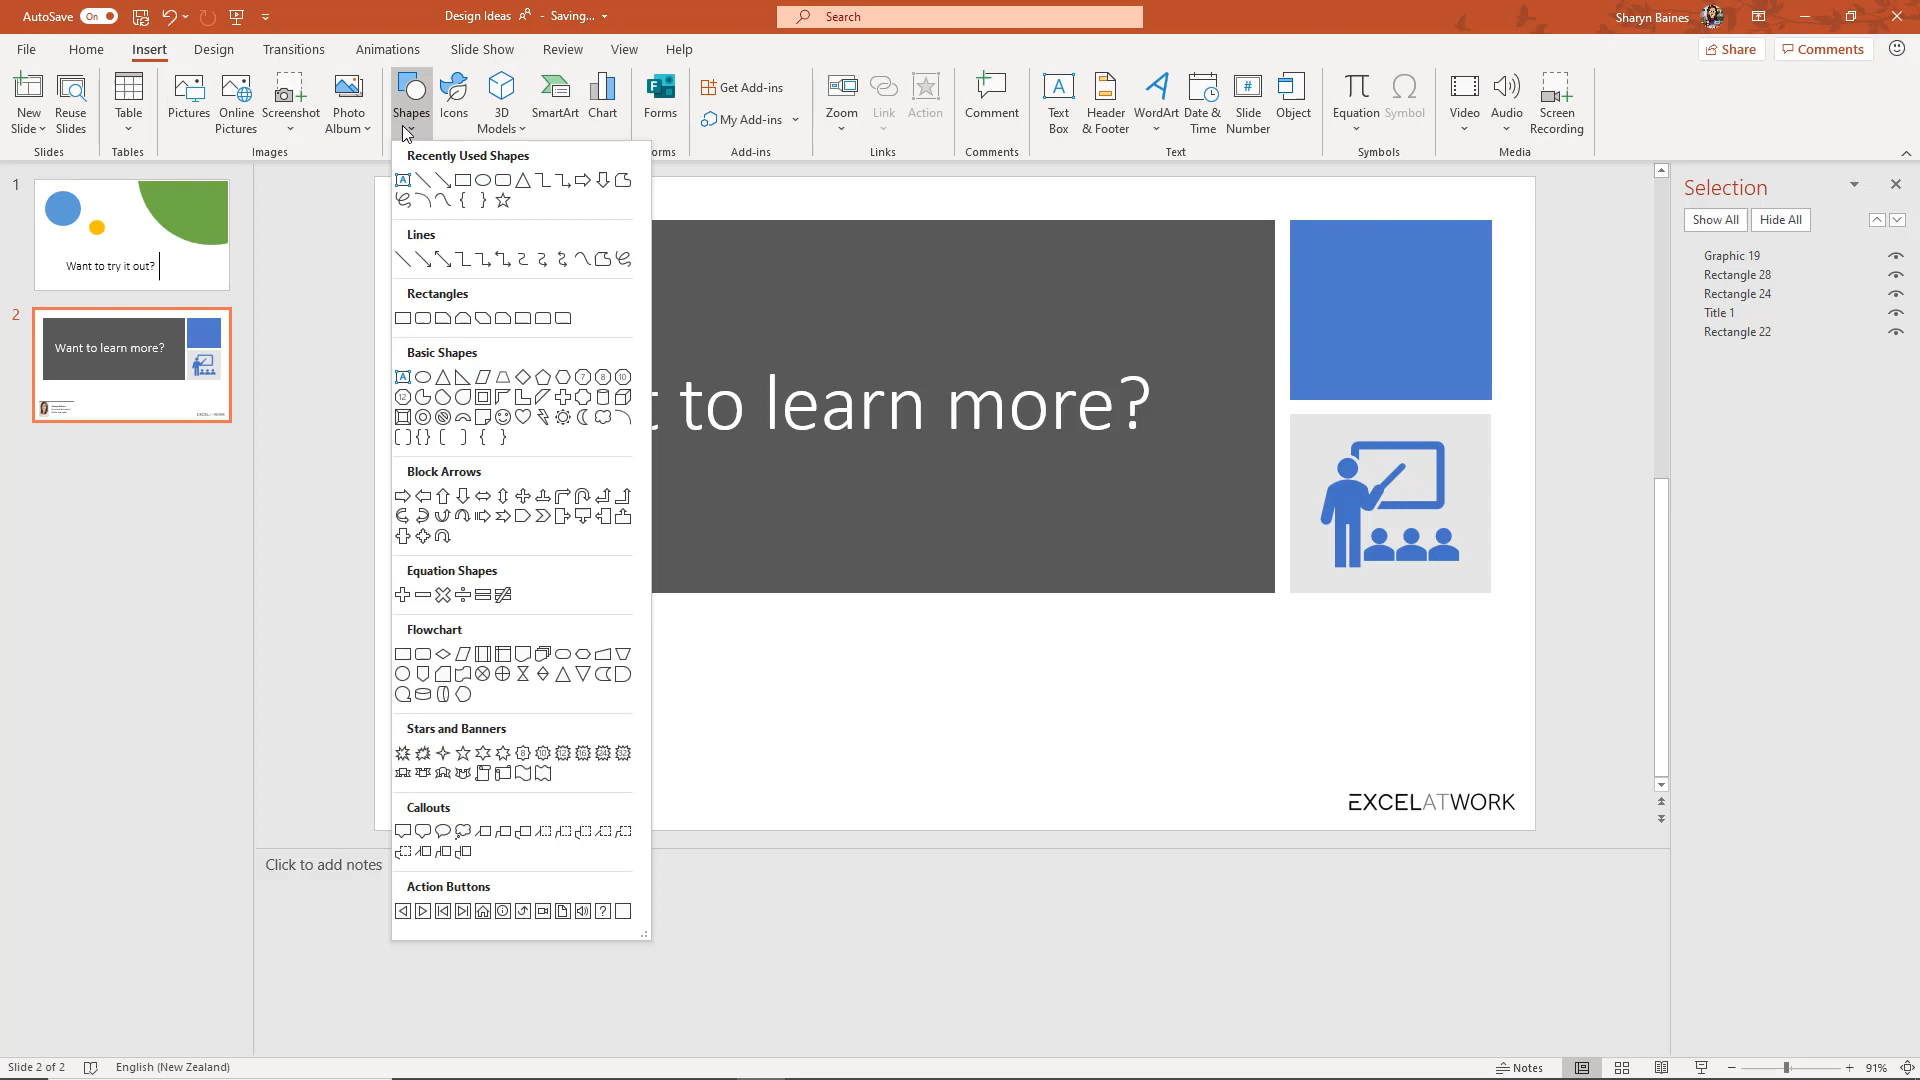 AutoSave On Design Ideas - Saving... Search Sharyn Baines
File Home Insert Design Transitions Animations Slide Show Review View Help Share Comments
New Slide
Reuse Slides
Slides
Table
Tables
Pictures
Online Pictures
Screenshot
Photo Album
Images
Shapes
Icons
3D Models
SmartArt
Chart
Forms
orms
Get Add-ins
My Add-ins
Add-ins
Zoom
Link
Action
Links
Comment
Comments
Text Box
Header & Footer
WordArt
Date & Time
Slide Number
Object
Text
Equation
Symbol
Symbols
Video
Audio
Screen Recording
Media
1
Want to try it out?
2
Want to learn more?
EXCELATWORK
Recently Used Shapes
Lines
Rectangles
Basic Shapes
Block Arrows
Equation Shapes
Flowchart
Stars and Banners
Callouts
Action Buttons
t to learn more?
EXCELATWORK
Click to add notes
Selection
Show All Hide All
Graphic 19
Rectangle 28
Rectangle 24
Title 1
Rectangle 22
Slide 2 of 2 English (New Zealand) Notes 91%